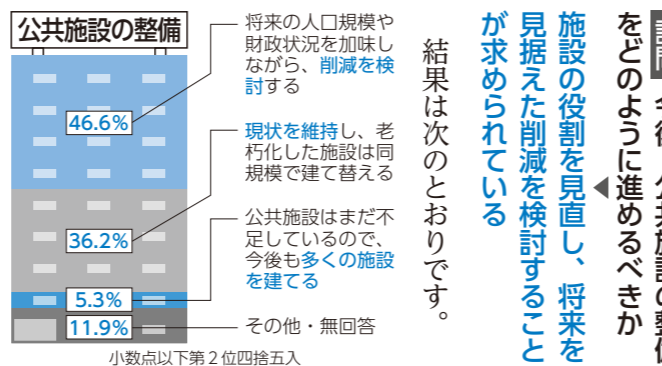 をどのように進めるべきか
施設の役割を見直し、将来を
見据えた削減を検討すること
が求められている
結果は次のとおりです。
公共施設の整備
46.6%
将来の人口規模や
財政状況を加味し
ながら、削減を検
討する
36.2%
現状を維持し、老
朽化した施設は同
規模で建て替える
5.3%
公共施設はまだ不
足しているので、
今後も多くの施設
を建てる
11.9%
その他・無回答
小数点以下第2位四捨五入